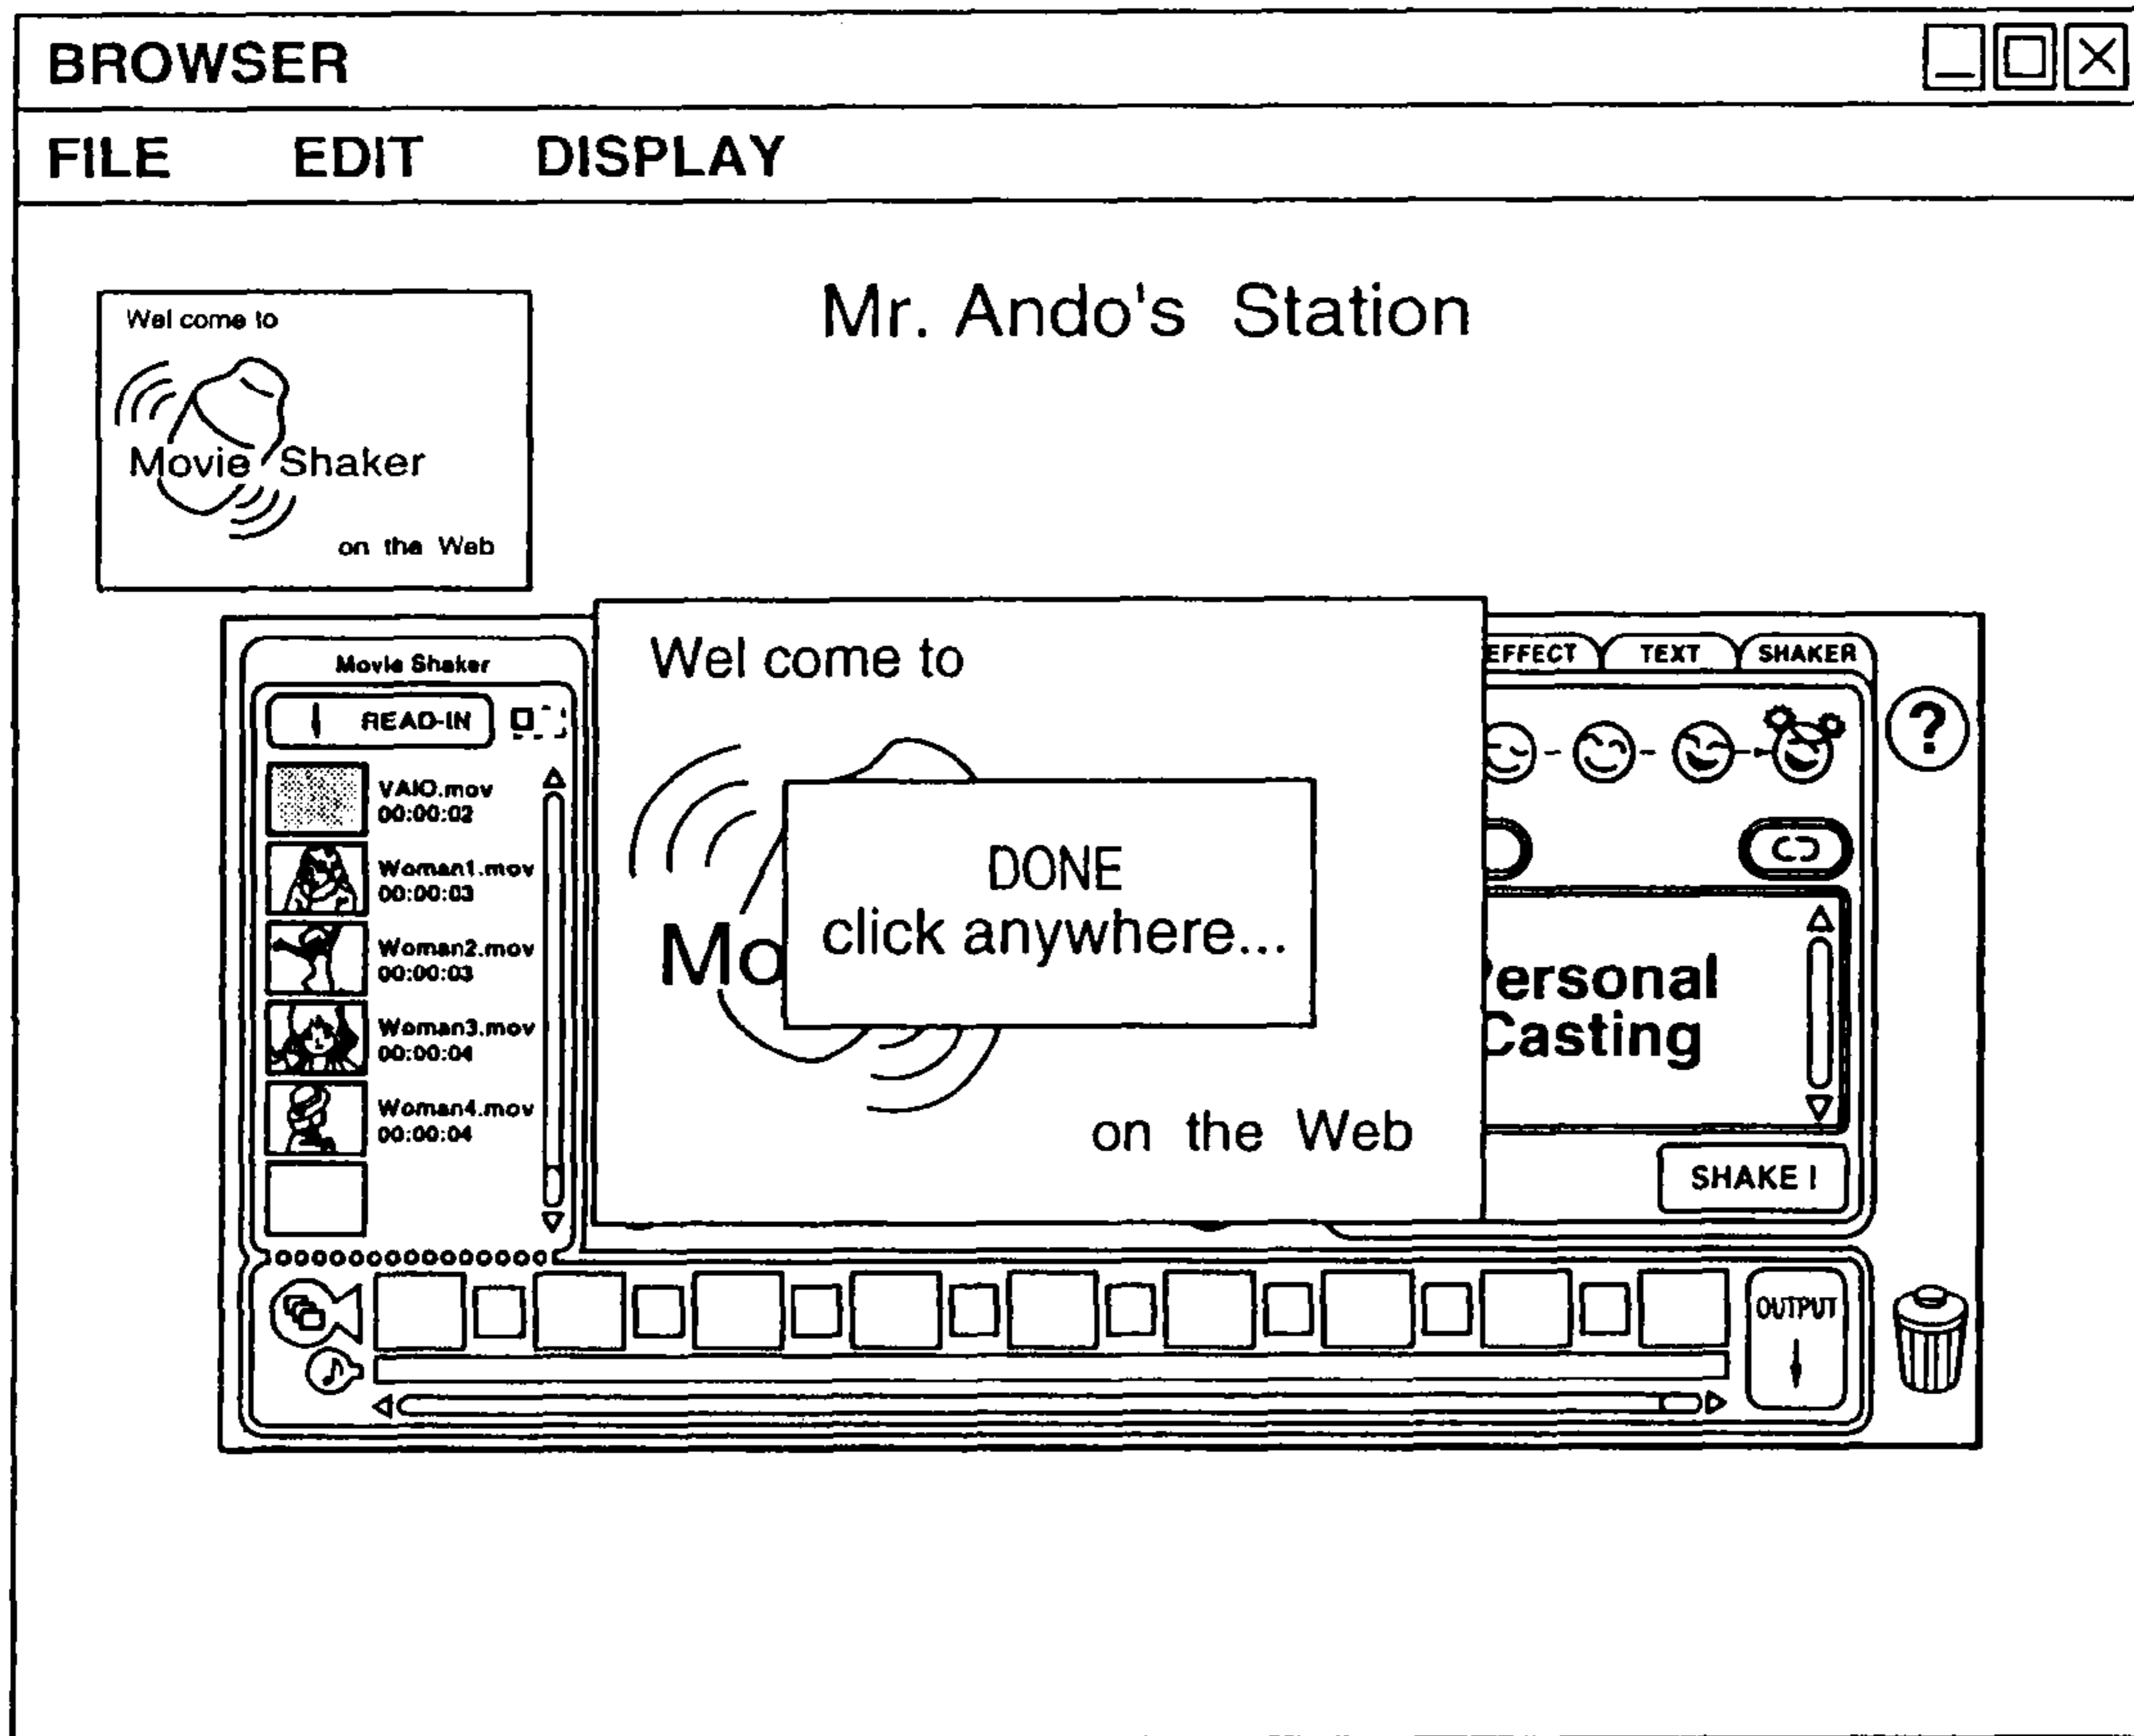 BROWSER
FILE EDIT DISPLAY
Mr. Ando's Station
Wel come to
Movie Shaker
on the Web
Movie Shaker
READ-IN
VAIO.mov
00:00:02
Woman1.mov
00:00:03
Woman2.mov
00:00:03
Woman3.mov
00:00:04
Woman4.mov
00:00:04
Wel come to
Mo
DONE
click anywhere...
on the Web
EFFECT TEXT SHAKER
?
ersonal
Casting
SHAKE !
OUTPUT